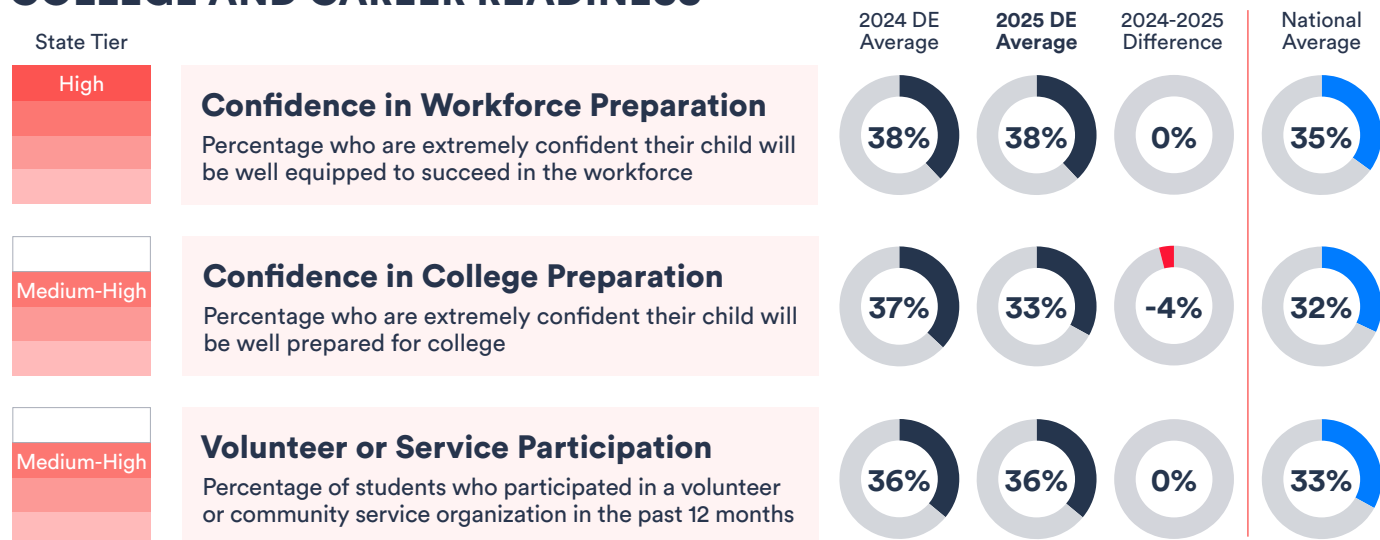 COLLEGE AND CAREER READINESS
State Tier
2024 DE
Average
2025 DE
Average
2024-2025
Difference
National
Average
High
Confidence in Workforce Preparation
Percentage who are extremely confident their child will
be well equipped to succeed in the workforce
38%
38%
0%
35%
Medium-High
Confidence in College Preparation
Percentage who are extremely confident their child will
be well prepared for college
37%
33%
-4%
32%
Medium-High
Volunteer or Service Participation
Percentage of students who participated in a volunteer
or community service organization in the past 12 months
36%
36%
0%
33%